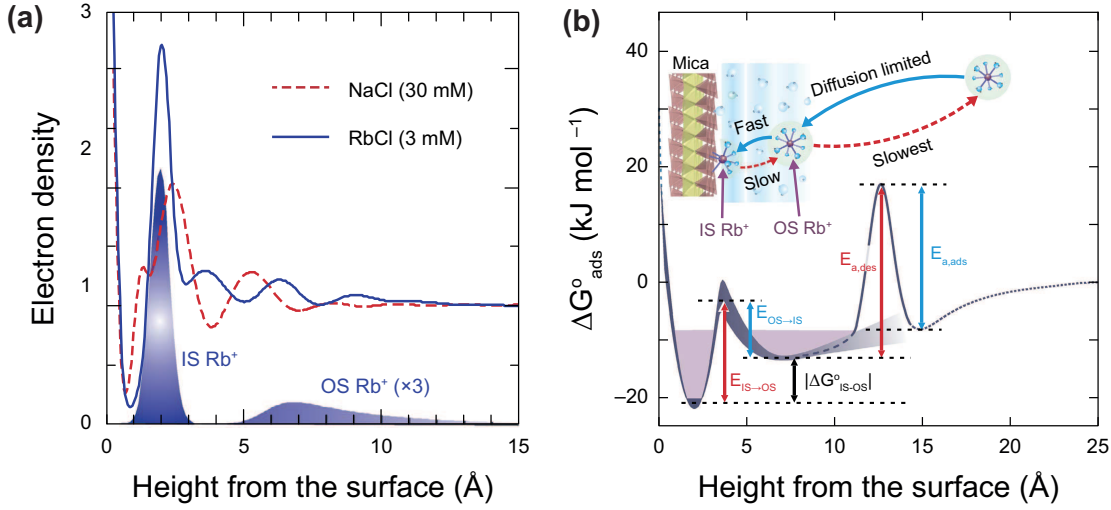 (a)
3
2
1
0
0
5
10
15
Electron density
Height from the surface (Å)
NaCl (30 mM)
RbCl (3 mM)
IS Rb⁺
OS Rb⁺ (×3)
(b)
40
20
0
−20
0
5
10
15
20
25
ΔG°ads (kJ mol −1)
Height from the surface (Å)
Mica
Diffusion limited
Fast
Slow
Slowest
IS Rb⁺
OS Rb⁺
Ea,des
Ea,ads
EOS→IS
EIS→OS
|ΔG°IS-OS|